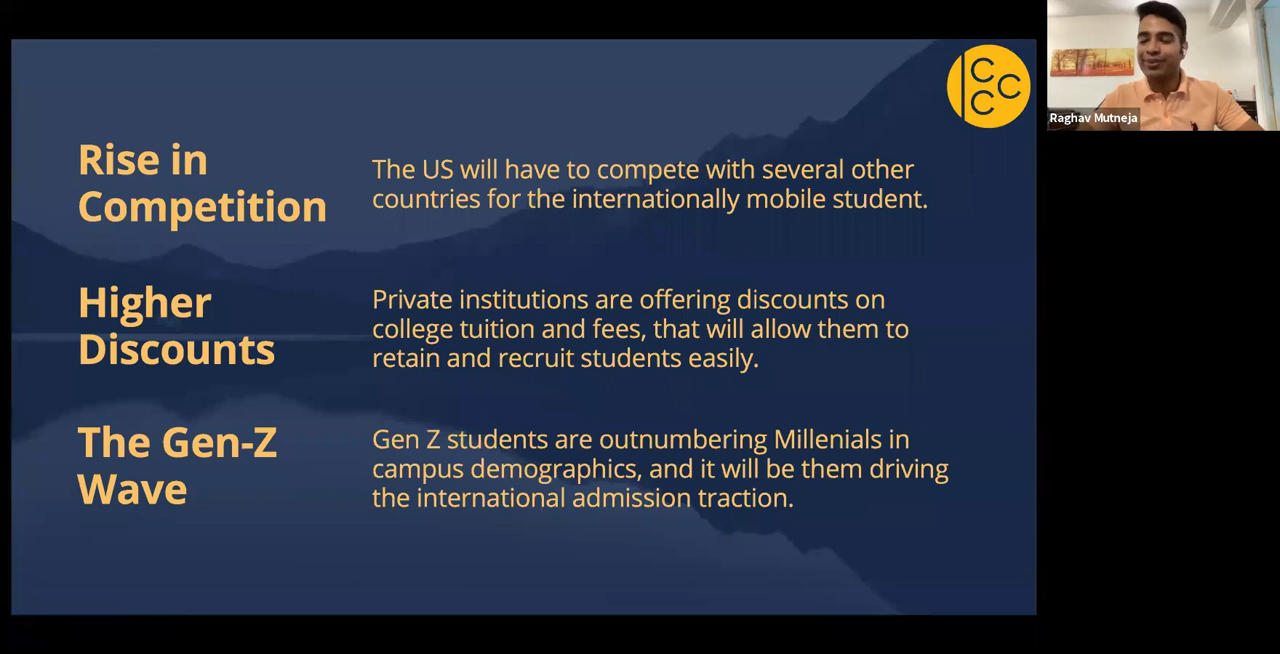 Rise in
Competition
The US will have to compete with several other
countries for the internationally mobile student.
Higher
Discounts
Private institutions are offering discounts on
college tuition and fees, that will allow them to
retain and recruit students easily.
The Gen-Z
Wave
Gen Z students are outnumbering Millenials in
campus demographics, and it will be them driving
the international admission traction.
CCC
Raghav Mutneja